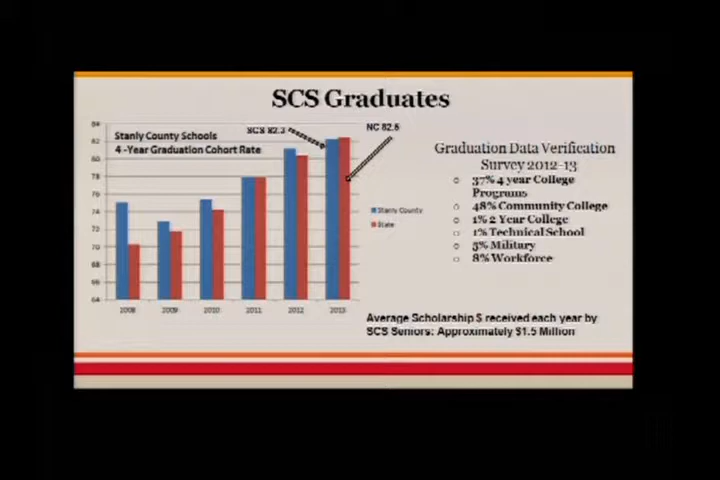 SCS Graduates
84
82
80
78
76
74
72
70
68
66
64
Stanly County Schools
4 -Year Graduation Cohort Rate
SCS 82.3
NC 82.5
2008
2009
2010
2011
2012
2013
Stanly County
State
Graduation Data Verification
Survey 2012-13
37% 4 year College
Programs
48% Community College
1% 2 Year College
1% Technical School
5% Military
8% Workforce
Average Scholarship $ received each year by
SCS Seniors: Approximately $1.5 Million